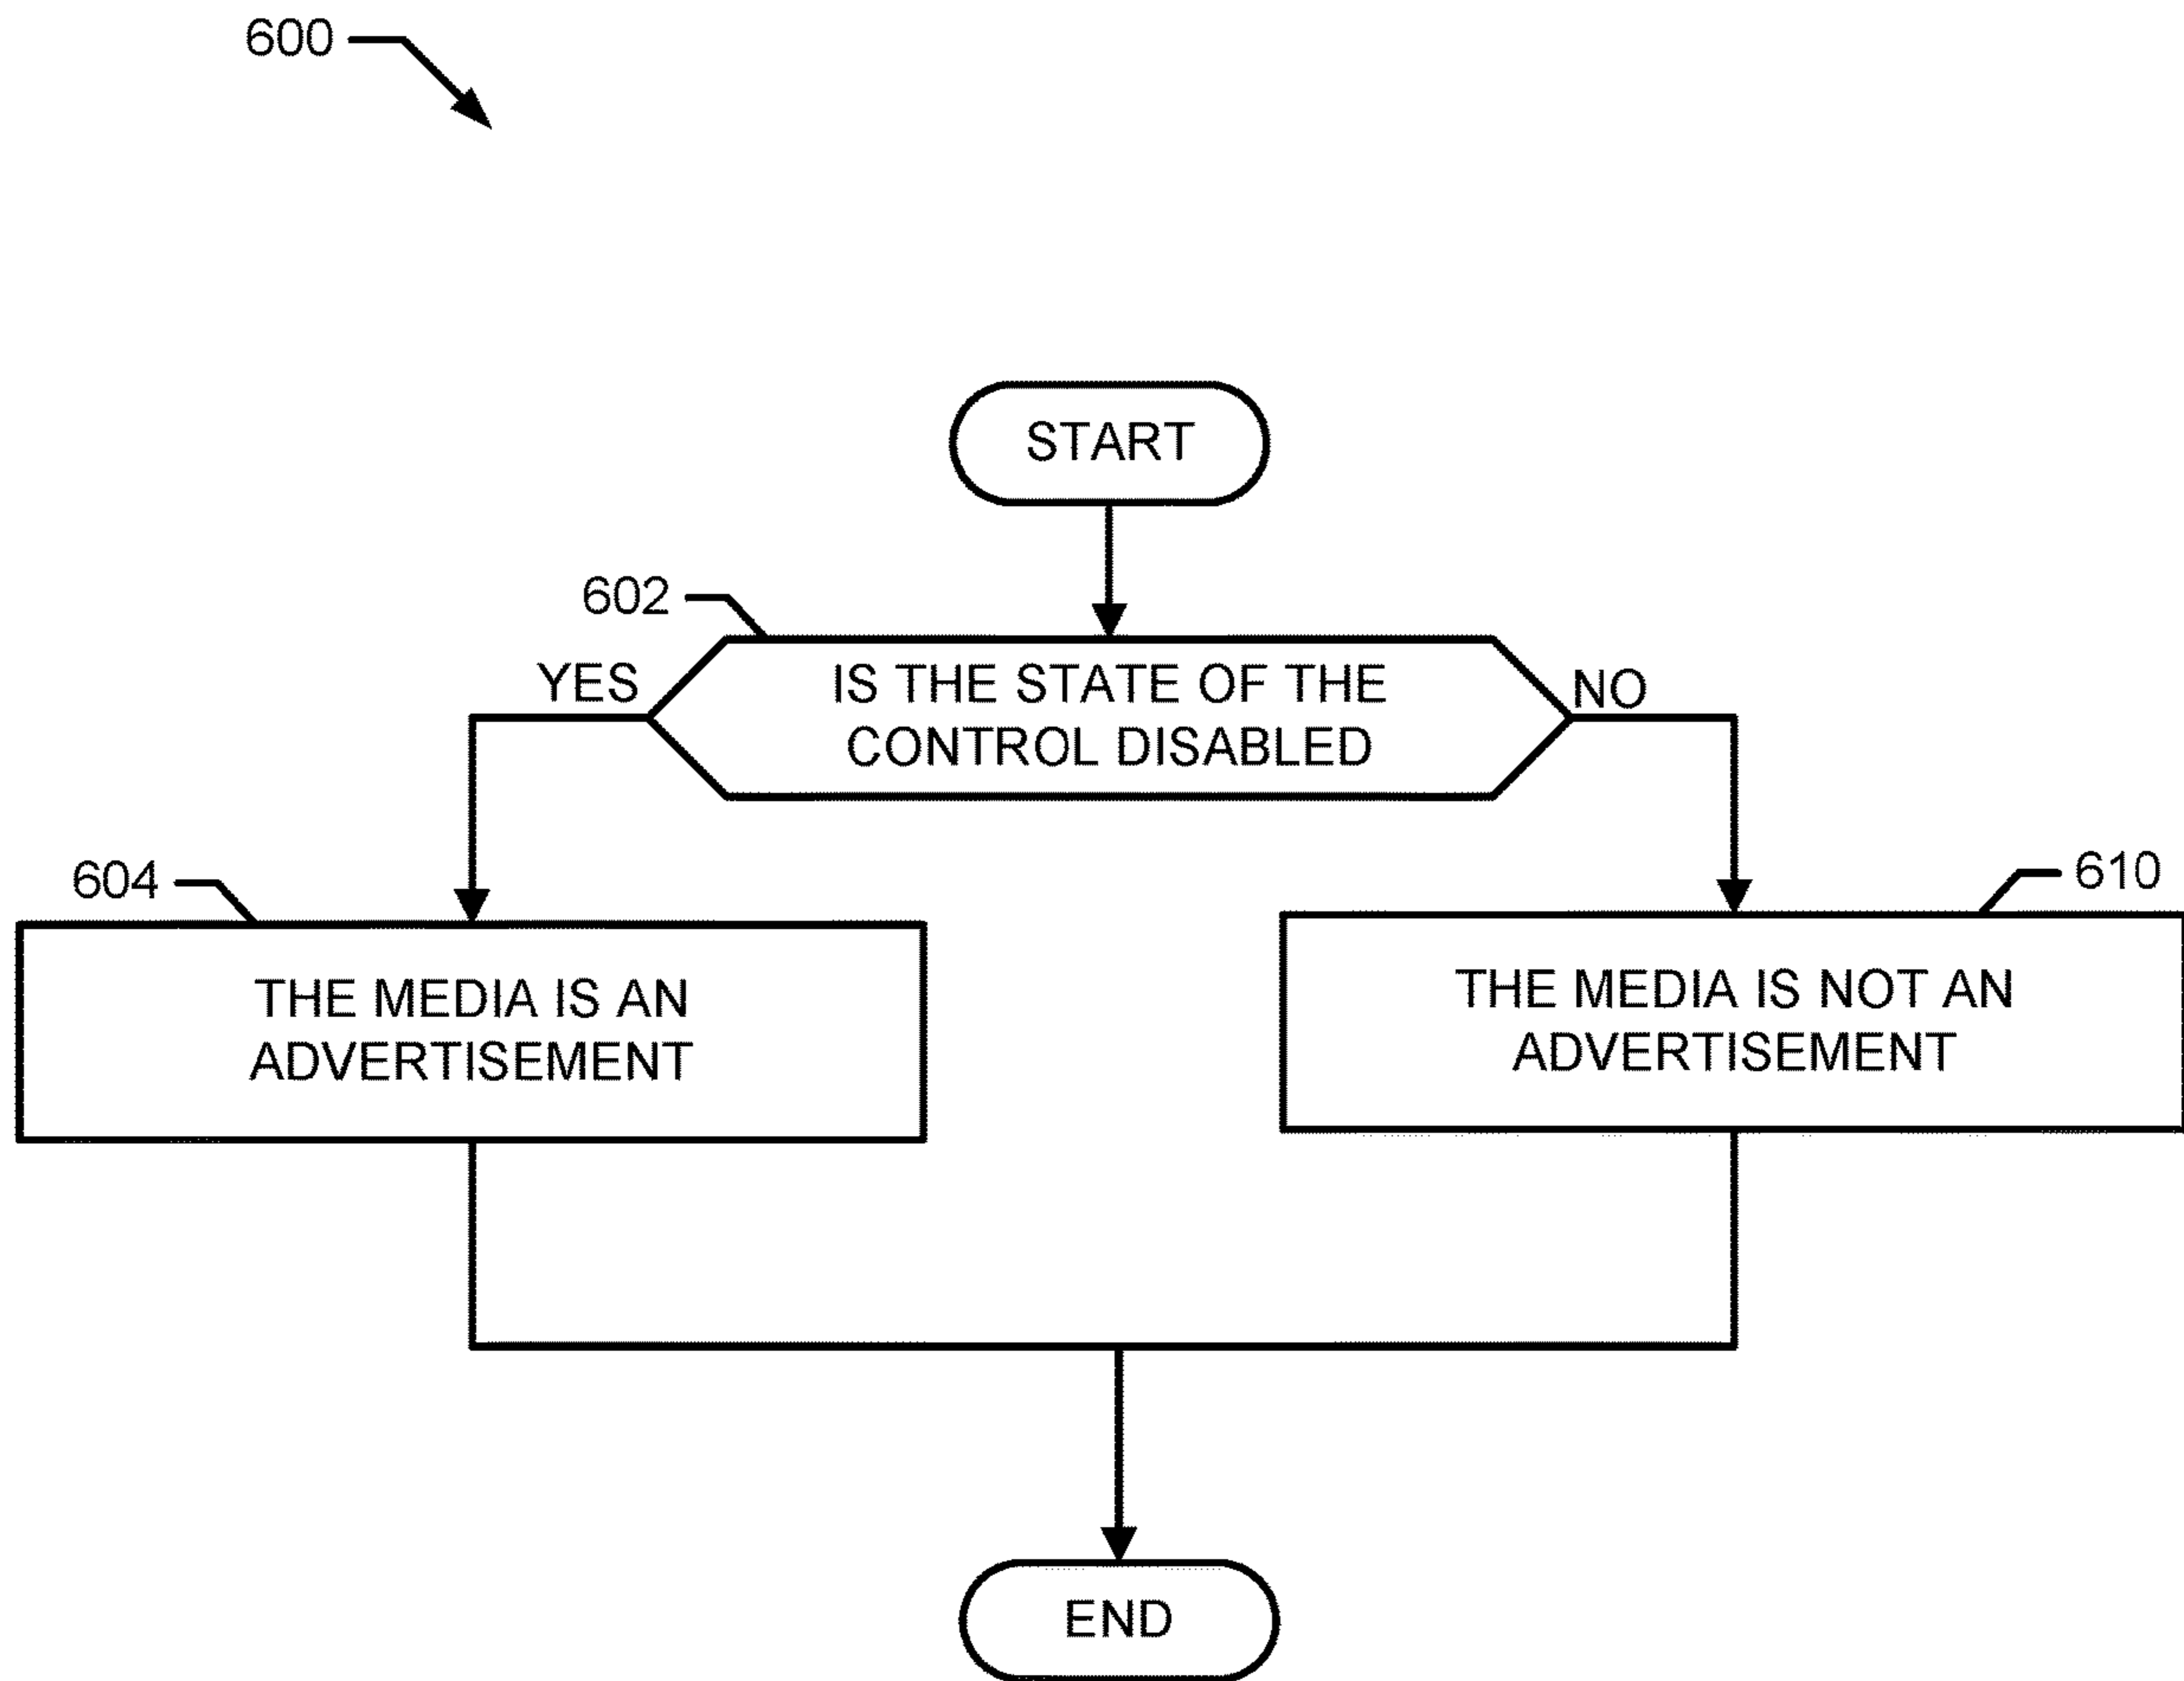 600
START
602
YES
IS THE STATE OF THE
CONTROL DISABLED
NO
604
610
THE MEDIA IS AN
ADVERTISEMENT
THE MEDIA IS NOT AN
ADVERTISEMENT
END